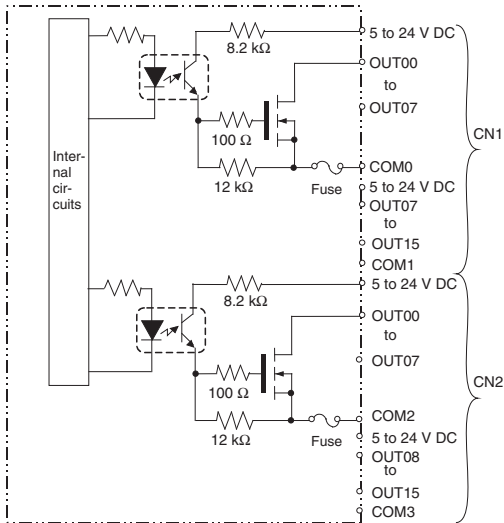 5 to 24 V DC
8.2 kΩ
OUT00
to
OUT07
100 Ω
12 kΩ
Fuse
COM0
5 to 24 V DC
OUT07
to
OUT15
COM1
CN1
Inter-
nal
cir-
cuits
5 to 24 V DC
8.2 kΩ
OUT00
to
OUT07
100 Ω
12 kΩ
Fuse
COM2
5 to 24 V DC
OUT08
to
OUT15
COM3
CN2